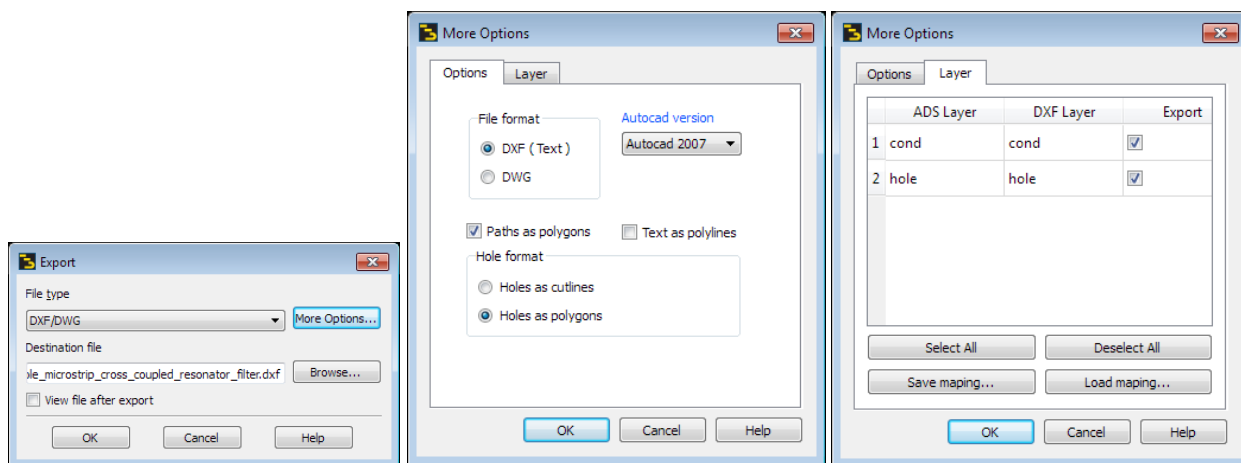 Export
File type
DXF/DWG
More Options...
Destination file
ole_microstrip_cross_coupled_resonator_filter.dxf
Browse...
View file after export
OK
Cancel
Help
More Options
Options
Layer
File format
DXF ( Text )
DWG
Autocad version
Autocad 2007
Paths as polygons
Text as polylines
Hole format
Holes as cutlines
Holes as polygons
OK
Cancel
Help
More Options
Options
Layer
ADS Layer
DXF Layer
Export
1 cond cond
2 hole hole
Select All
Deselect All
Save maping...
Load maping...
OK
Cancel
Help